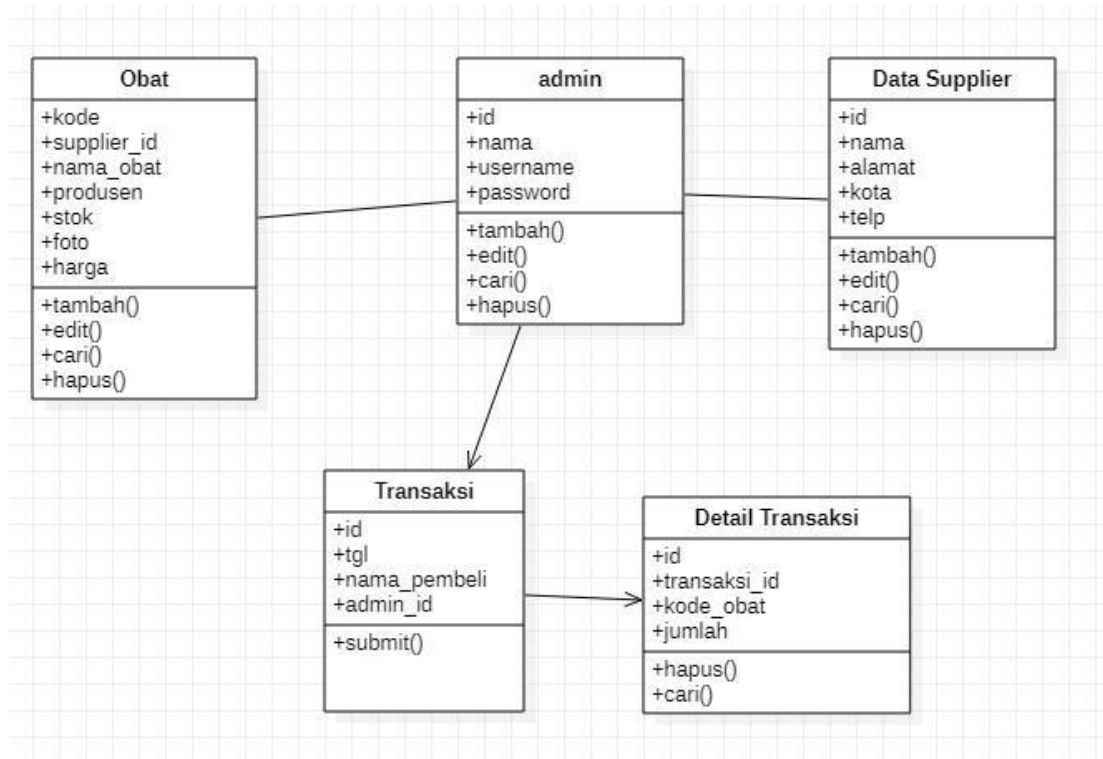 Obat
+kode
+supplier_id
+nama_obat
+produsen
+stok
+foto
+harga
+tambah()
+edit()
+cari()
+hapus()
admin
+id
+nama
+username
+password
+tambah()
+edit()
+cari()
+hapus()
Data Supplier
+id
+nama
+alamat
+kota
+telp
+tambah()
+edit()
+cari()
+hapus()
Transaksi
+id
+tgl
+nama_pembeli
+admin_id
+submit()
Detail Transaksi
+id
+transaksi_id
+kode_obat
+jumlah
+hapus()
+cari()